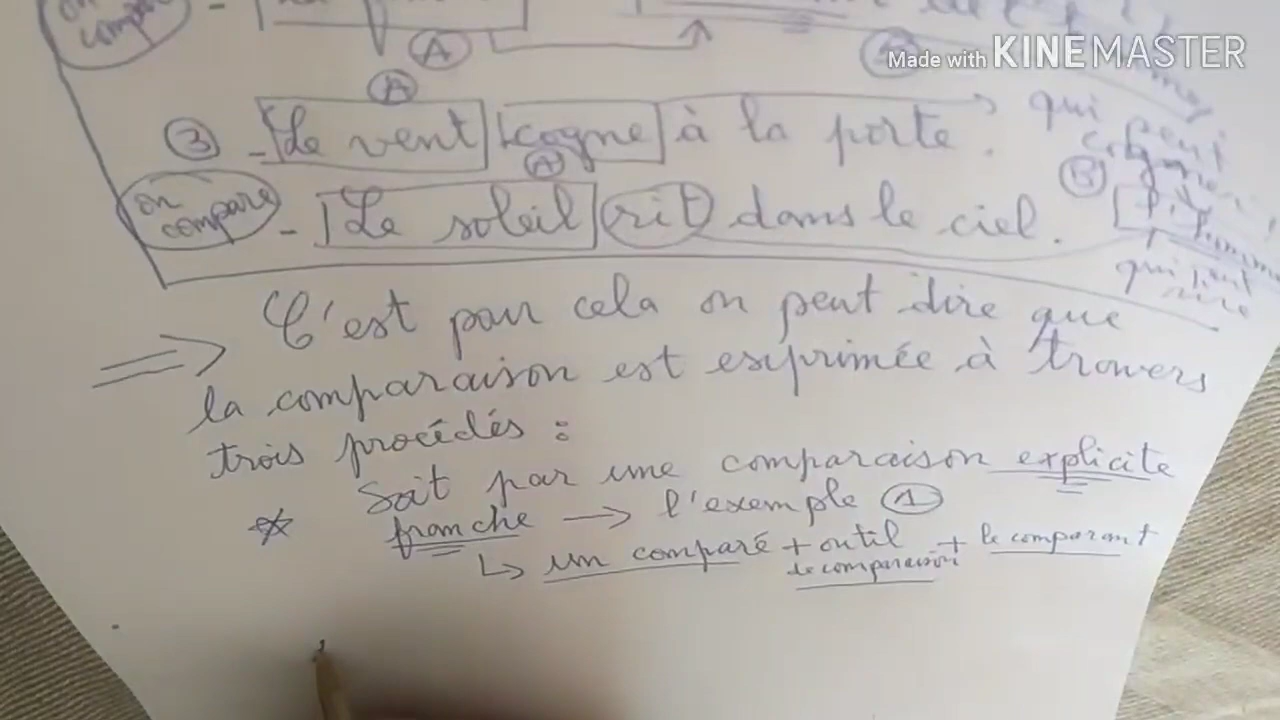 on compare
A
Made with KINEMASTER
A
③ - Le vent cogne à la porte. qui peut cogner
A
B
on compare - Le soleil rit dans le ciel.
qui peut rire
⇒ C'est pour cela on peut dire que
la comparaison est exprimée à travers
trois procédés :
* Soit par une comparaison explicite
franche → l'exemple ①
↳ un comparé + outil de comparaison + le comparant